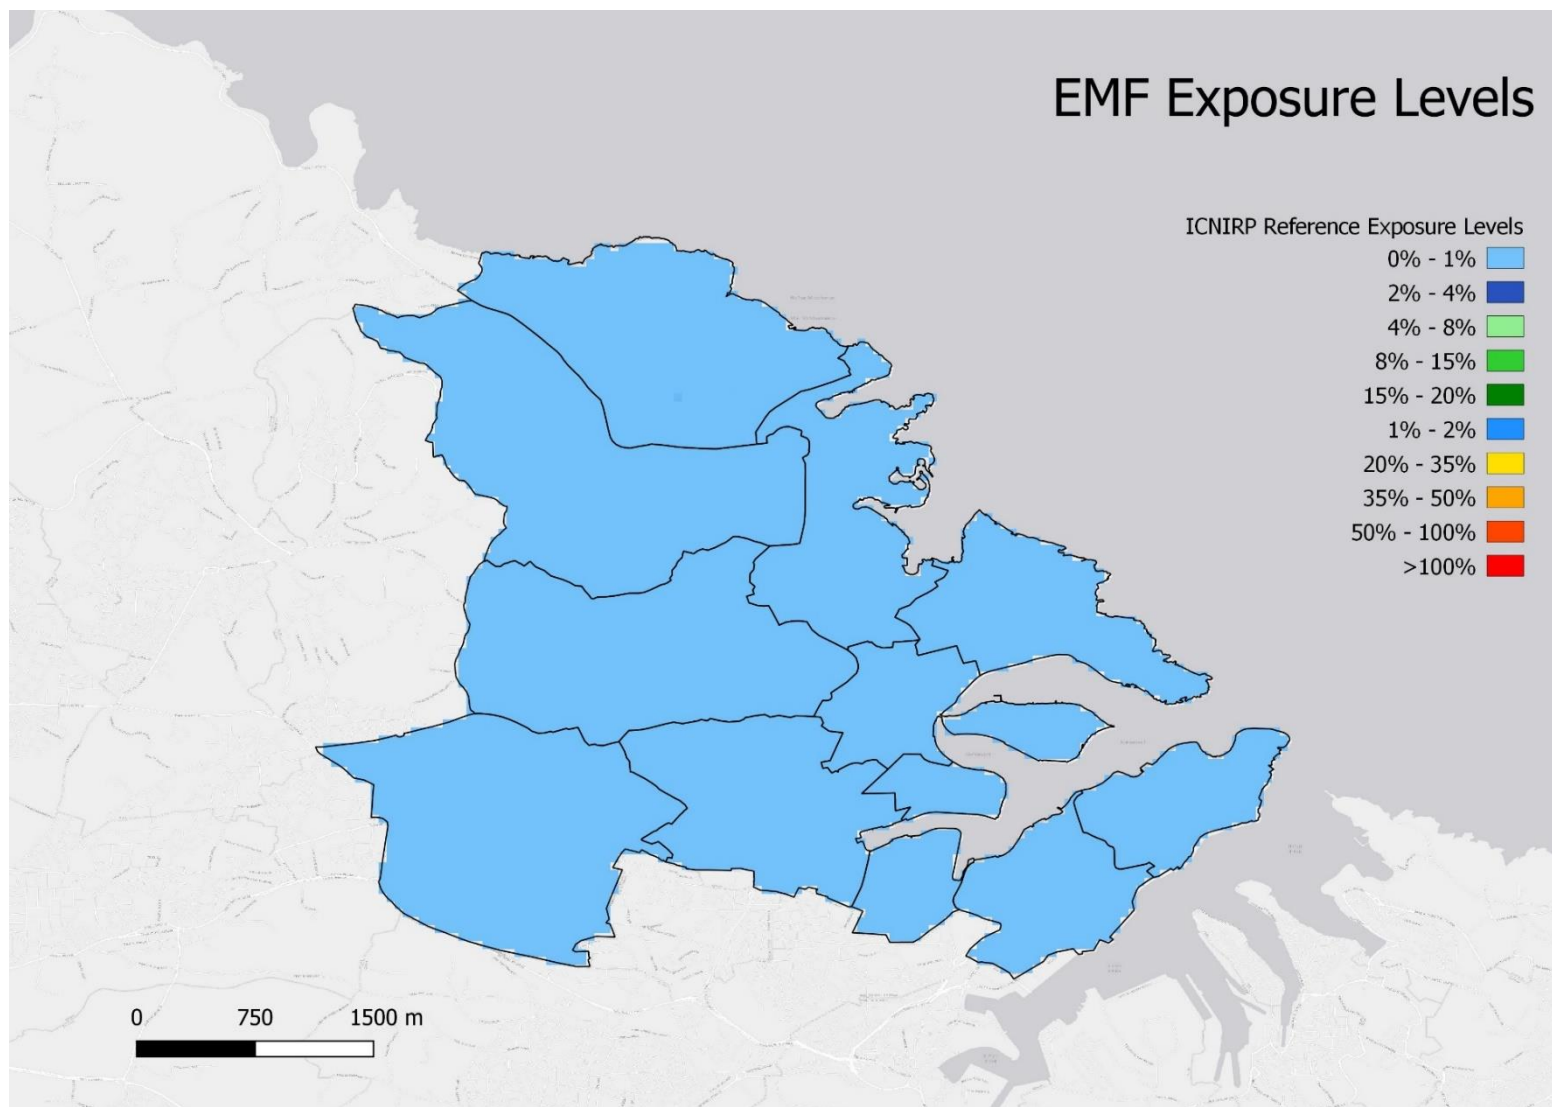 EMF Exposure Levels
ICNIRP Reference Exposure Levels
0% - 1%
2% - 4%
4% - 8%
8% - 15%
15% - 20%
1% - 2%
20% - 35%
35% - 50%
50% - 100%
>100%
0 750 1500 m